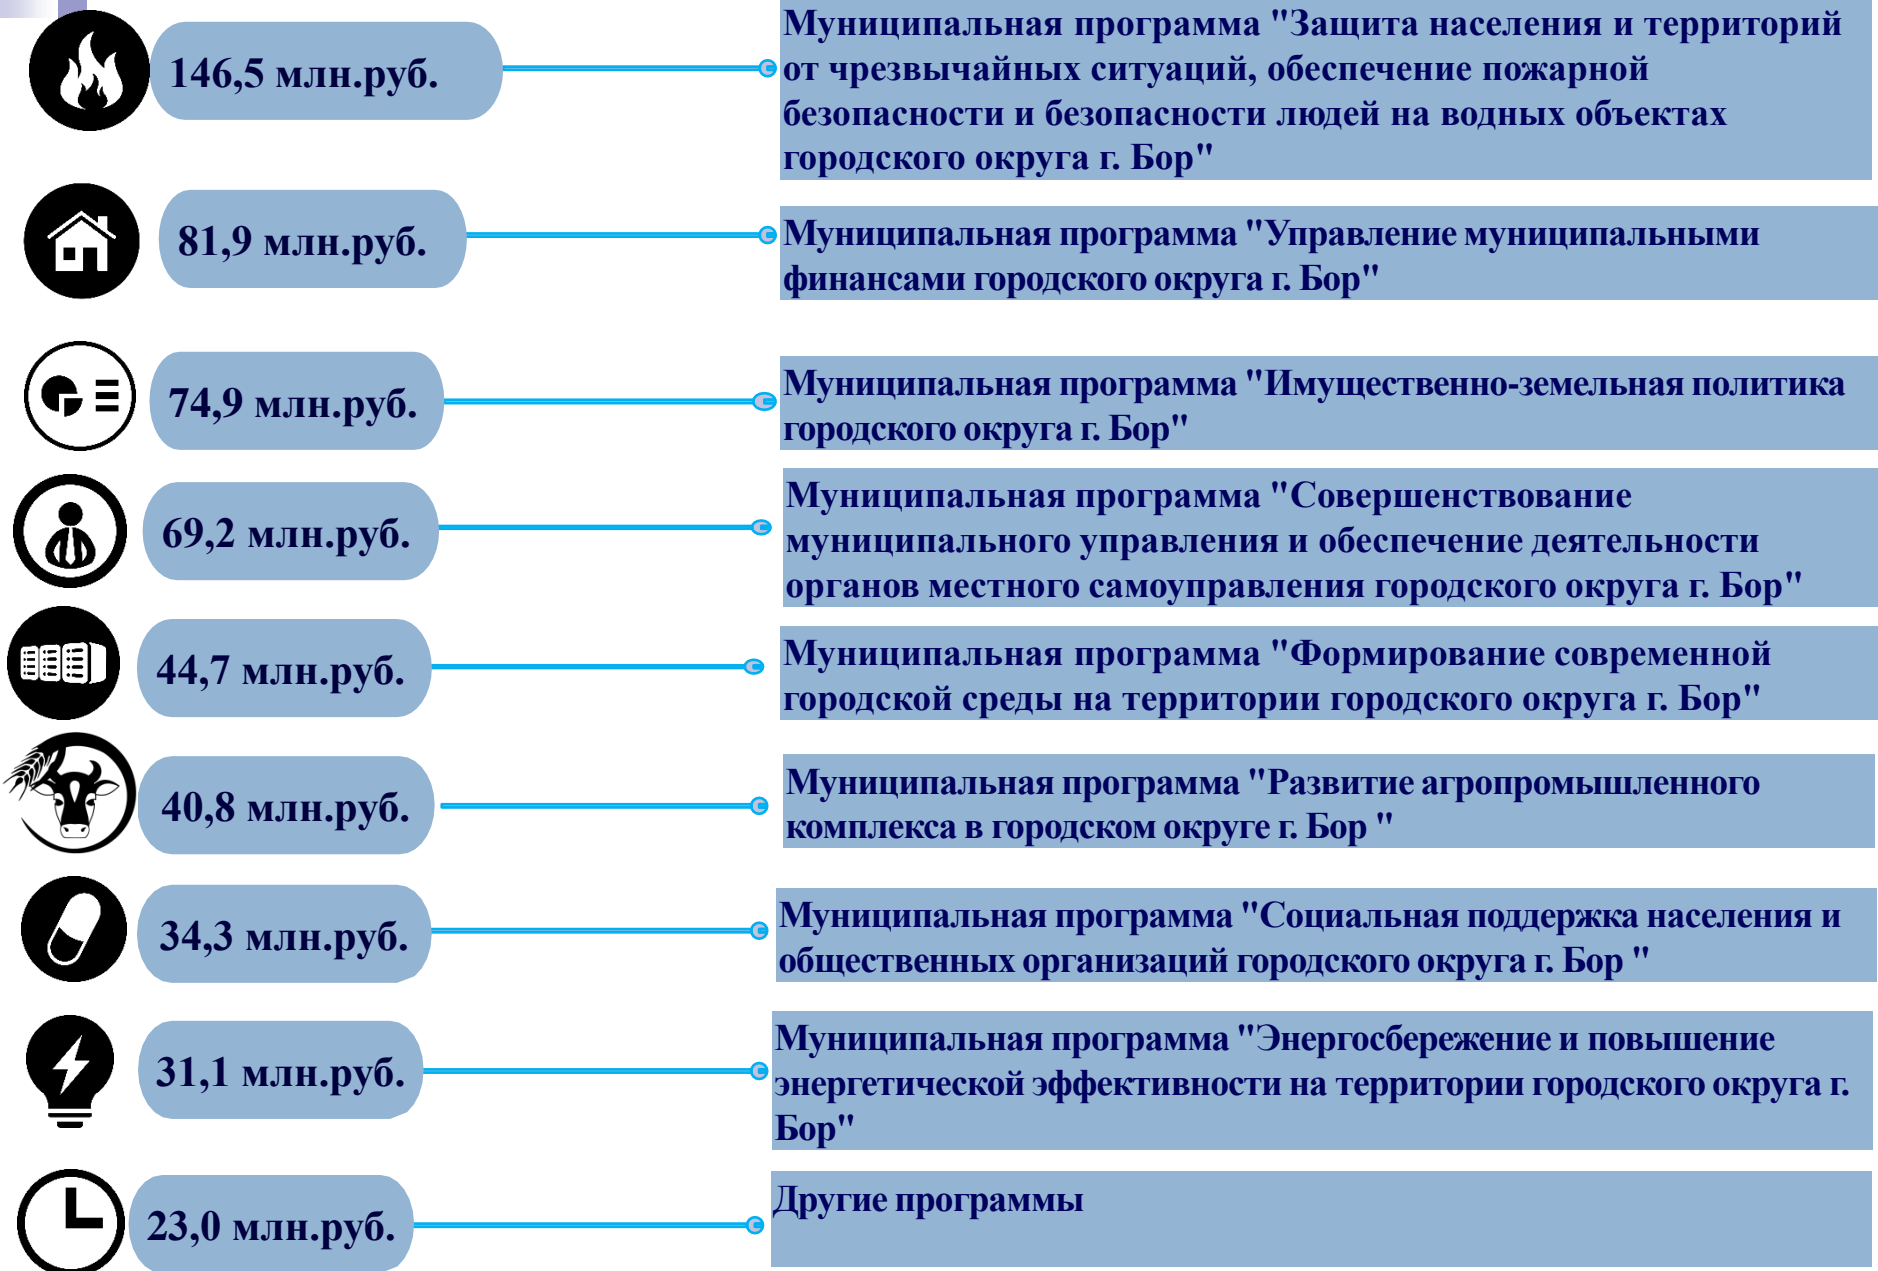 146,5 млн.руб.
Муниципальная программа "Защита населения и территорий
от чрезвычайных ситуаций, обеспечение пожарной
безопасности и безопасности людей на водных объектах
городского округа г. Бор"
81,9 млн.руб.
Муниципальная программа "Управление муниципальными
финансами городского округа г. Бор"
74,9 млн.руб.
Муниципальная программа "Имущественно-земельная политика
городского округа г. Бор"
69,2 млн.руб.
Муниципальная программа "Совершенствование
муниципального управления и обеспечение деятельности
органов местного самоуправления городского округа г. Бор"
44,7 млн.руб.
Муниципальная программа "Формирование современной
городской среды на территории городского округа г. Бор"
40,8 млн.руб.
Муниципальная программа "Развитие агропромышленного
комплекса в городском округе г. Бор "
34,3 млн.руб.
Муниципальная программа "Социальная поддержка населения и
общественных организаций городского округа г. Бор "
31,1 млн.руб.
Муниципальная программа "Энергосбережение и повышение
энергетической эффективности на территории городского округа г.
Бор"
23,0 млн.руб.
Другие программы